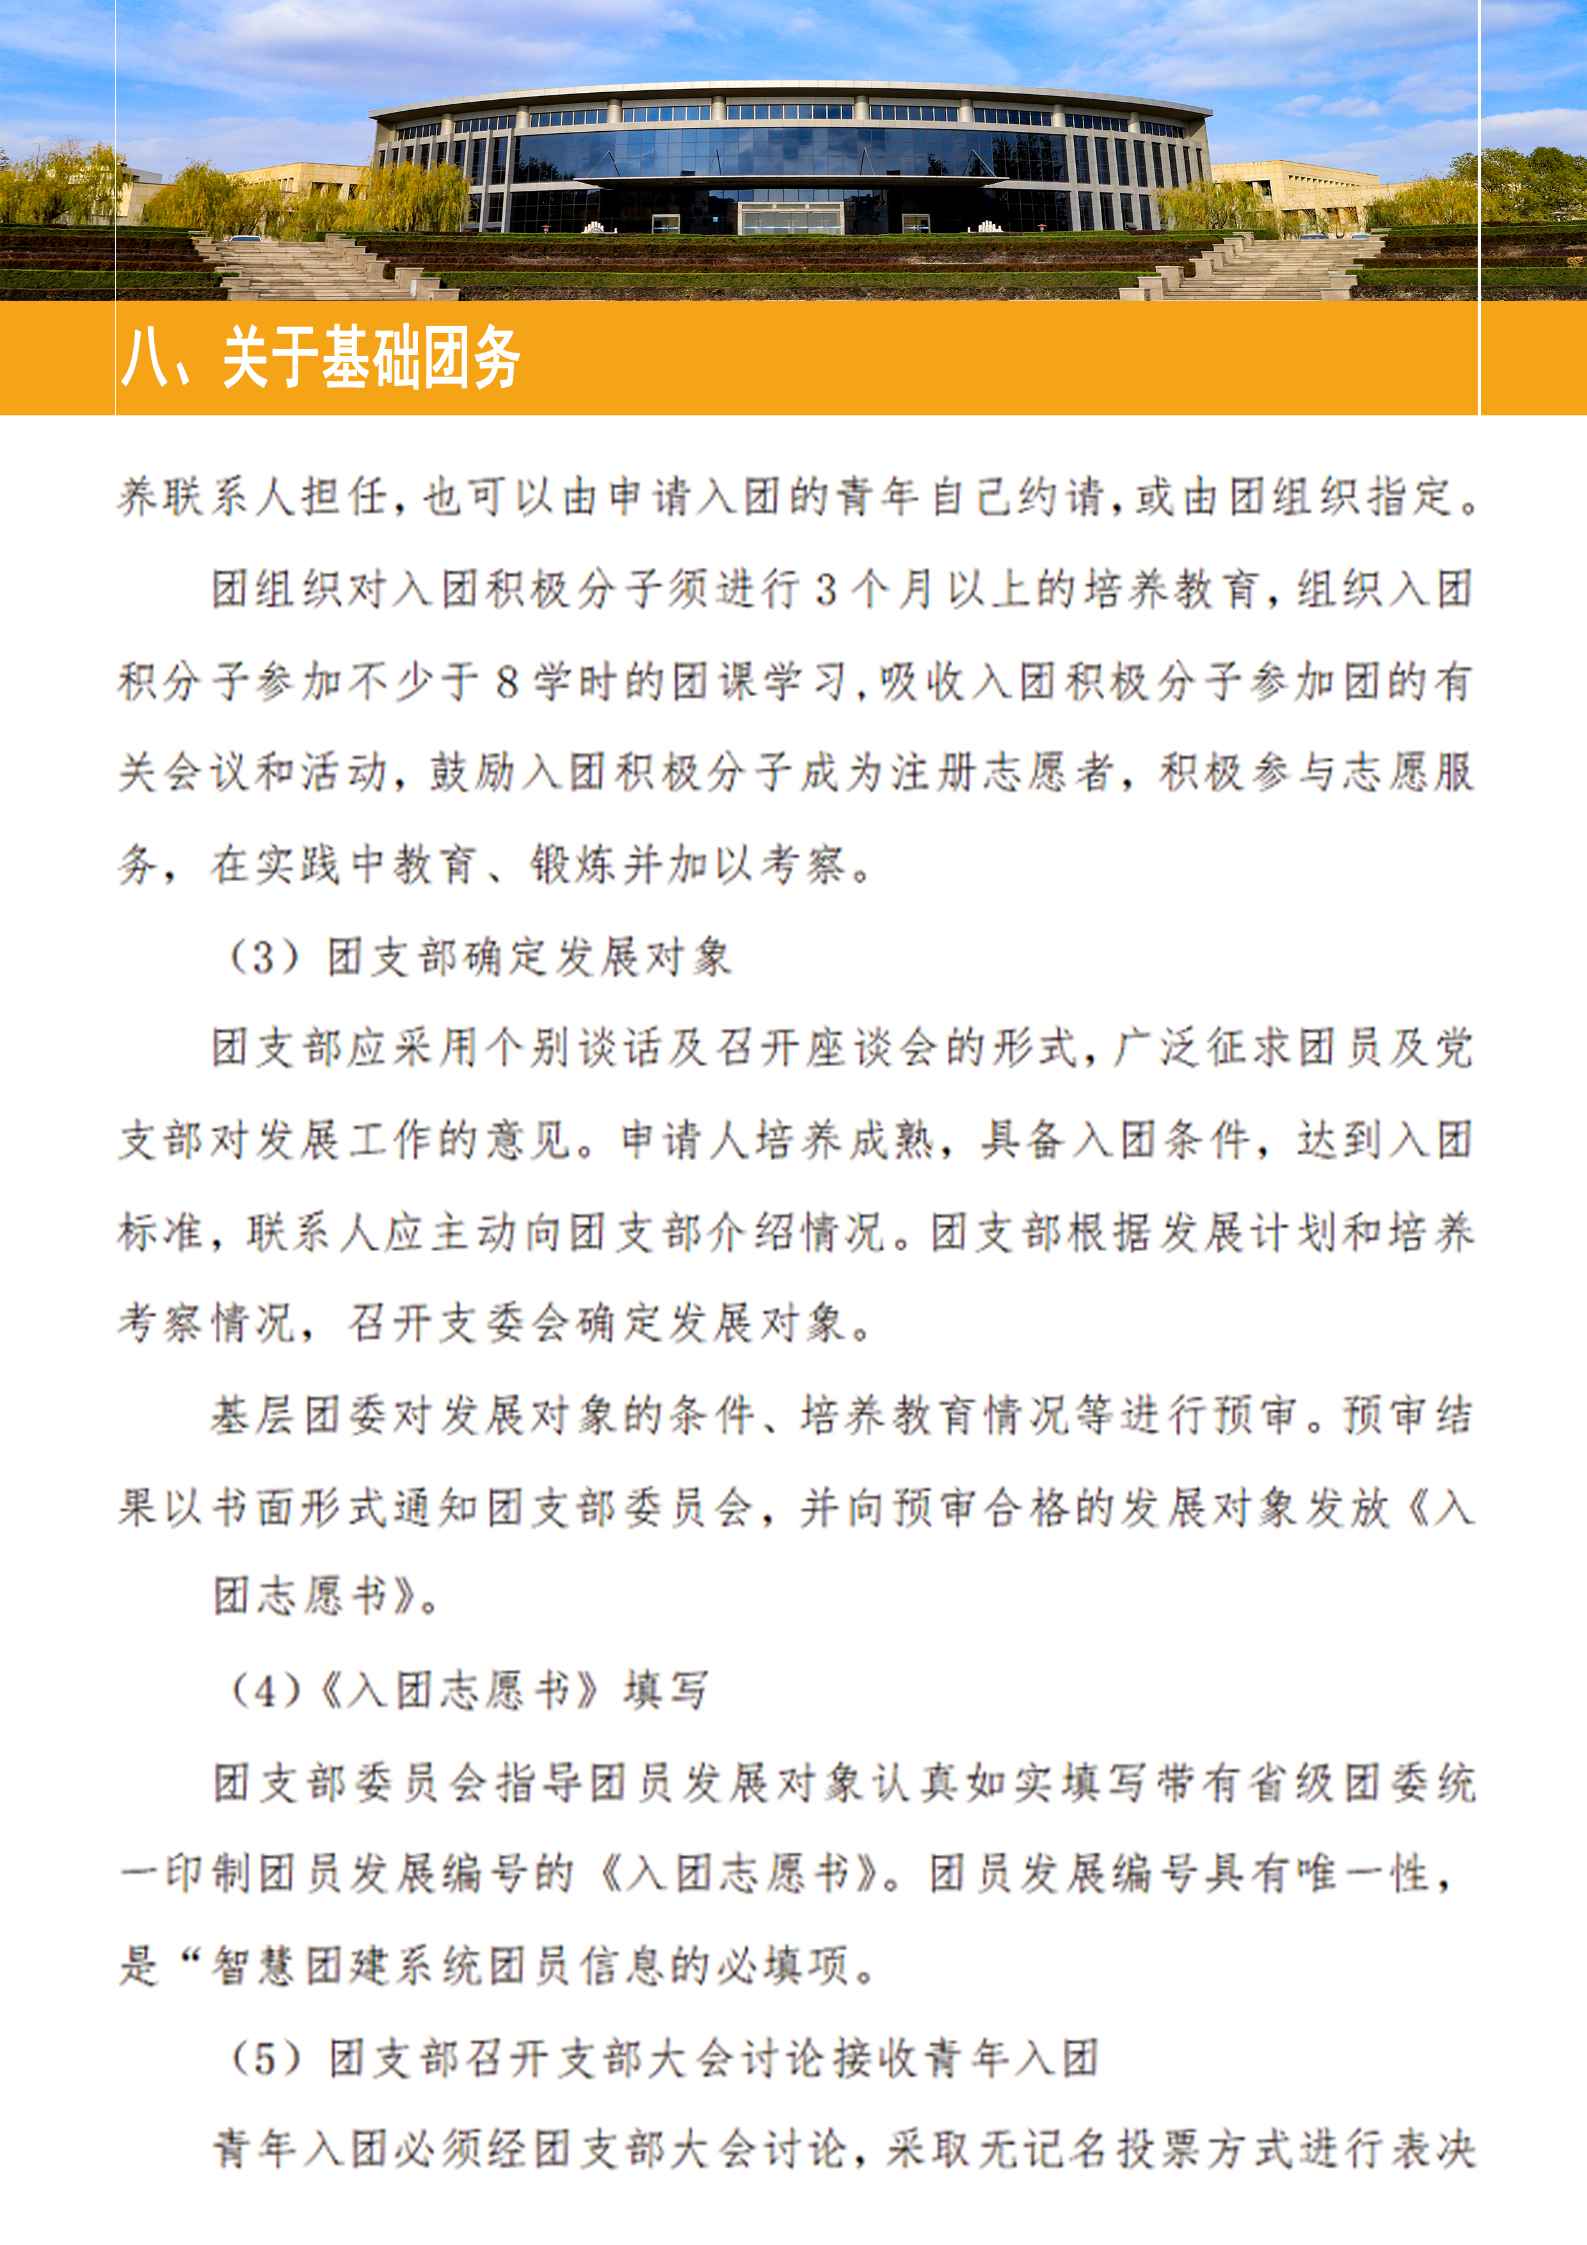 八、关于基础团务
养联系人担任，也可以由申请入团的青年自己约请，或由团组织指定。
团组织对入团积极分子须进行 3 个月以上的培养教育，组织入团
积分子参加不少于 8 学时的团课学习，吸收入团积极分子参加团的有
关会议和活动，鼓励入团积极分子成为注册志愿者，积极参与志愿服
务，在实践中教育、锻炼并加以考察。
（3）团支部确定发展对象
团支部应采用个别谈话及召开座谈会的形式，广泛征求团员及党
支部对发展工作的意见。申请人培养成熟，具备入团条件，达到入团
标准，联系人应主动向团支部介绍情况。团支部根据发展计划和培养
考察情况，召开支委会确定发展对象。
基层团委对发展对象的条件、培养教育情况等进行预审。预审结
果以书面形式通知团支部委员会，并向预审合格的发展对象发放《入
团志愿书》。
（4）《入团志愿书》填写
团支部委员会指导团员发展对象认真如实填写带有省级团委统
一印制团员发展编号的《入团志愿书》。团员发展编号具有唯一性，
是“智慧团建系统团员信息的必填项。
（5）团支部召开支部大会讨论接收青年入团
青年入团必须经团支部大会讨论，采取无记名投票方式进行表决